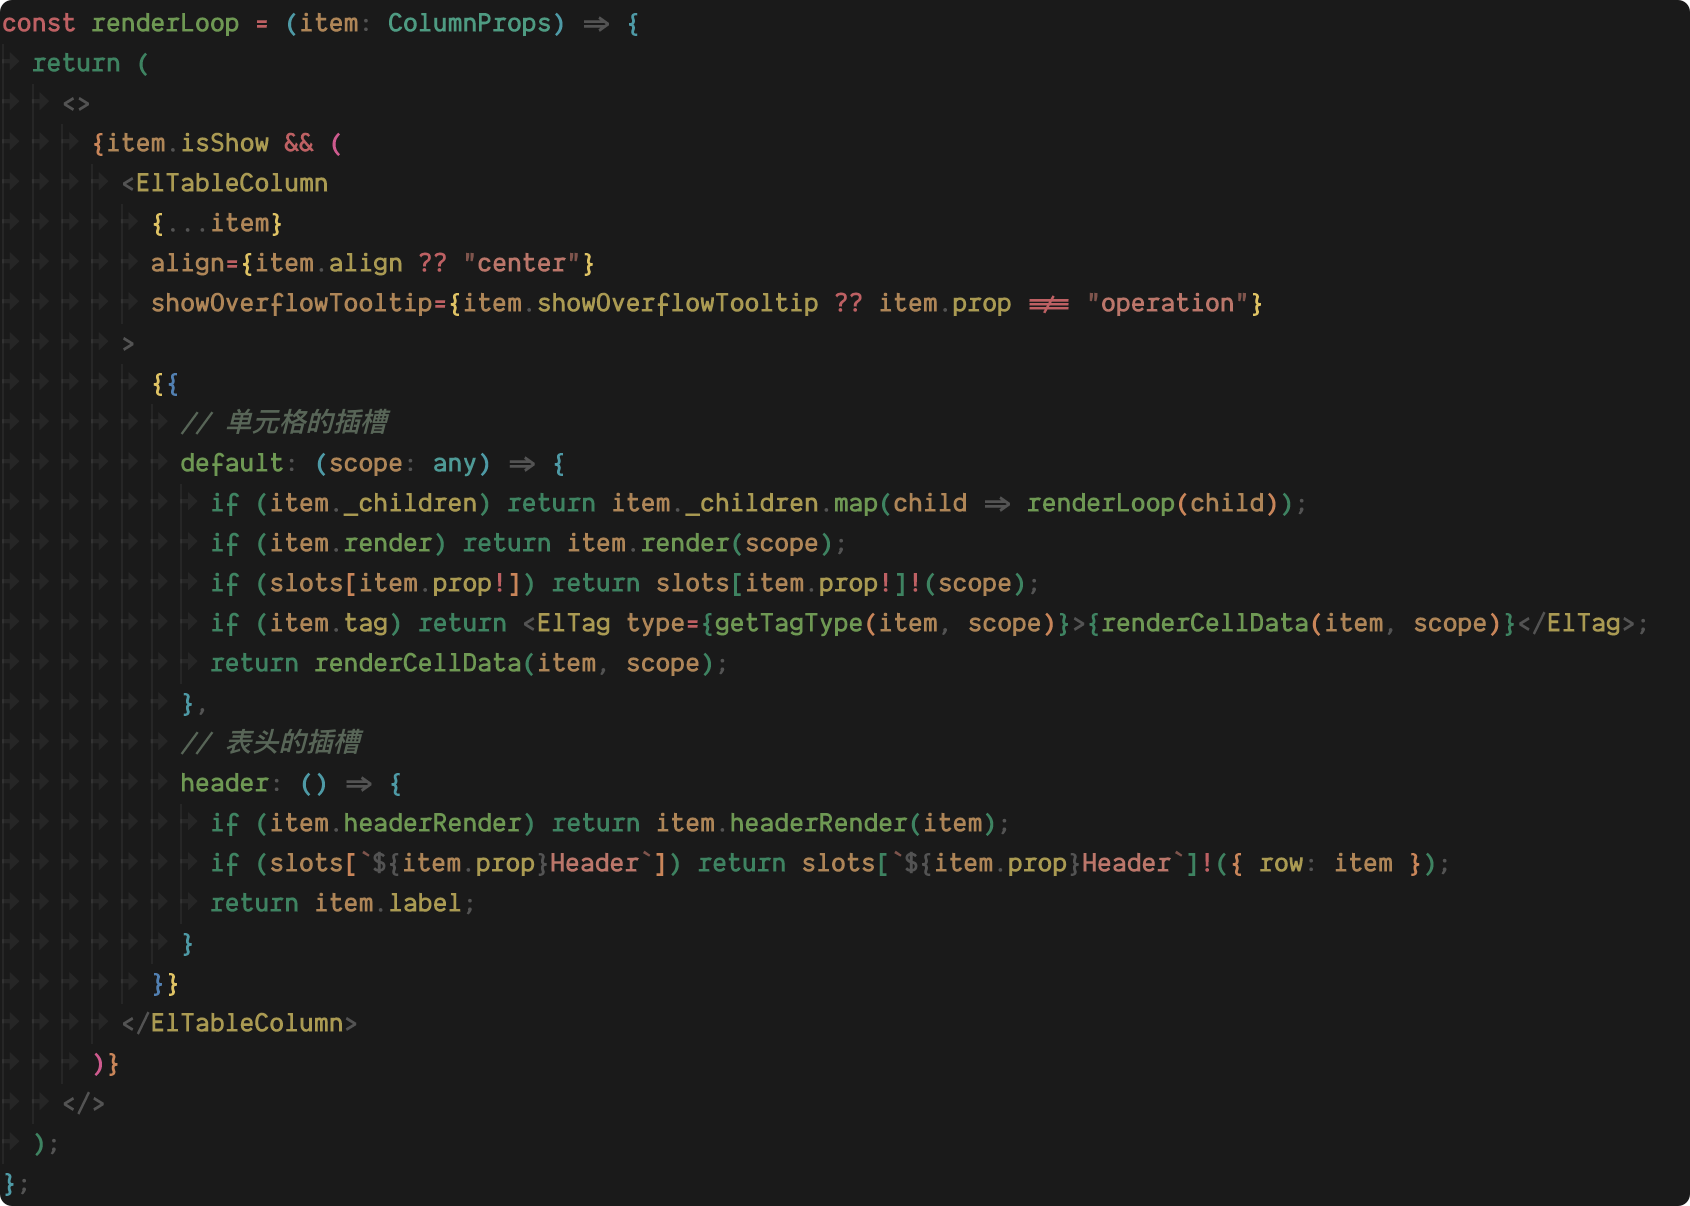 const renderLoop = (item: ColumnProps) => {
return (
<>
{item.isShow && (
<ElTableColumn
{...item}
align={item.align ?? "center"}
showOverflowTooltip={item.showOverflowTooltip ?? item.prop !== "operation"}
>
{{
// 单元格的插槽
default: (scope: any) => {
if (item._children) return item._children.map(child => renderLoop(child));
if (item.render) return item.render(scope);
if (slots[item.prop!]) return slots[item.prop!]!(scope);
if (item.tag) return <ElTag type={getTagType(item, scope)}>{renderCellData(item, scope)}</ElTag>;
return renderCellData(item, scope);
},
// 表头的插槽
header: () => {
if (item.headerRender) return item.headerRender(item);
if (slots[`${item.prop}Header`]) return slots[`${item.prop}Header`]!({ row: item });
return item.label;
}
}}
</ElTableColumn>
)}
</>
);
};